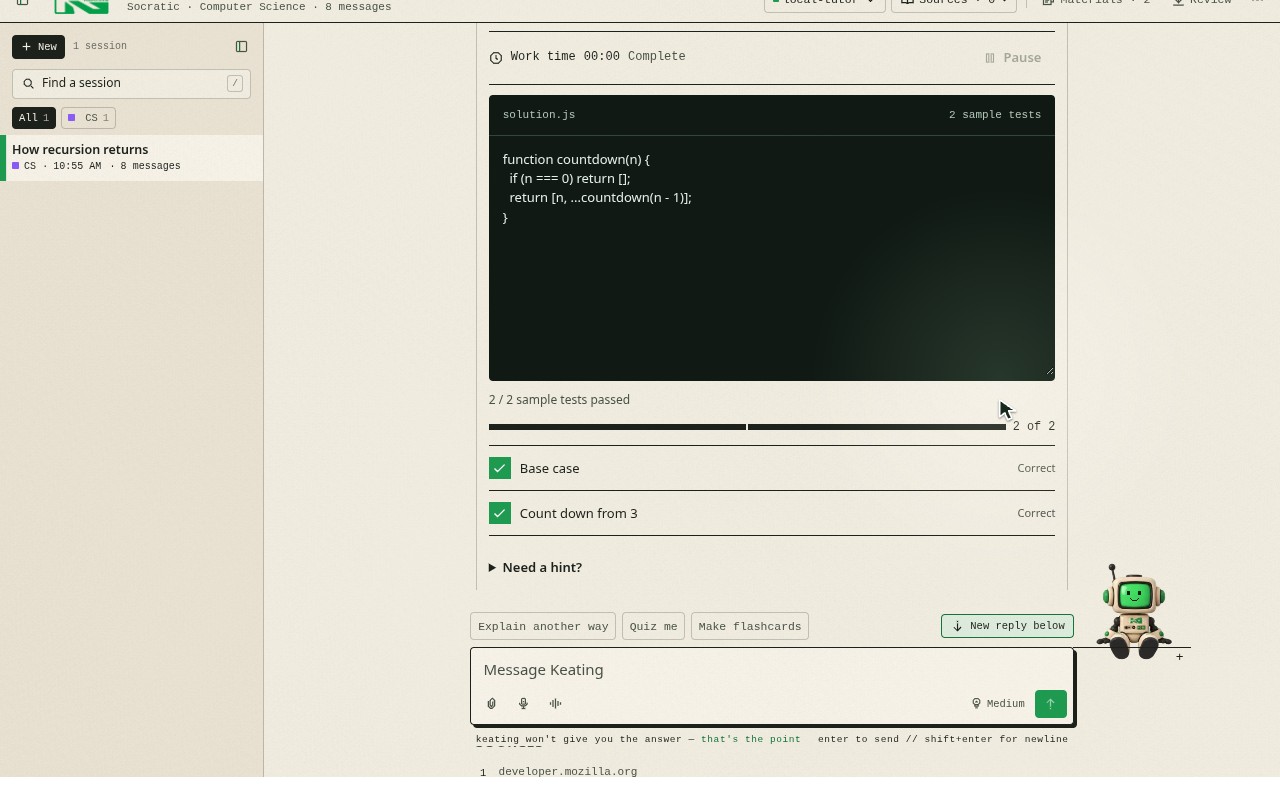 Socratic · Computer Science · 8 messages
local-tutor
Sources · 0
Materials · 2
Review
+ New
1 session
Find a session
/
All 1
CS 1
How recursion returns
CS · 10:55 AM · 8 messages
Work time 00:00 Complete
Pause
solution.js
2 sample tests
function countdown(n) {
  if (n === 0) return [];
  return [n, ...countdown(n - 1)];
}
2 / 2 sample tests passed
2 of 2
Base case
Correct
Count down from 3
Correct
Need a hint?
Explain another way
Quiz me
Make flashcards
New reply below
Message Keating
Medium
+
keating won't give you the answer — that's the point
enter to send // shift+enter for newline
1 developer.mozilla.org